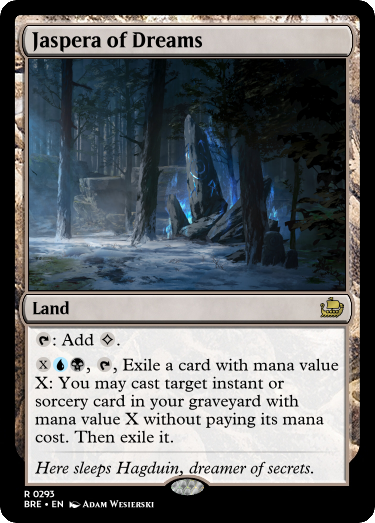 Jaspera of Dreams
Land
: Add .
X, , Exile a card with mana value
X: You may cast target instant or
sorcery card in your graveyard with
mana value X without paying its mana
cost. Then exile it.
Here sleeps Hagduin, dreamer of secrets.
R 0293
BRE • EN Adam Wesierski